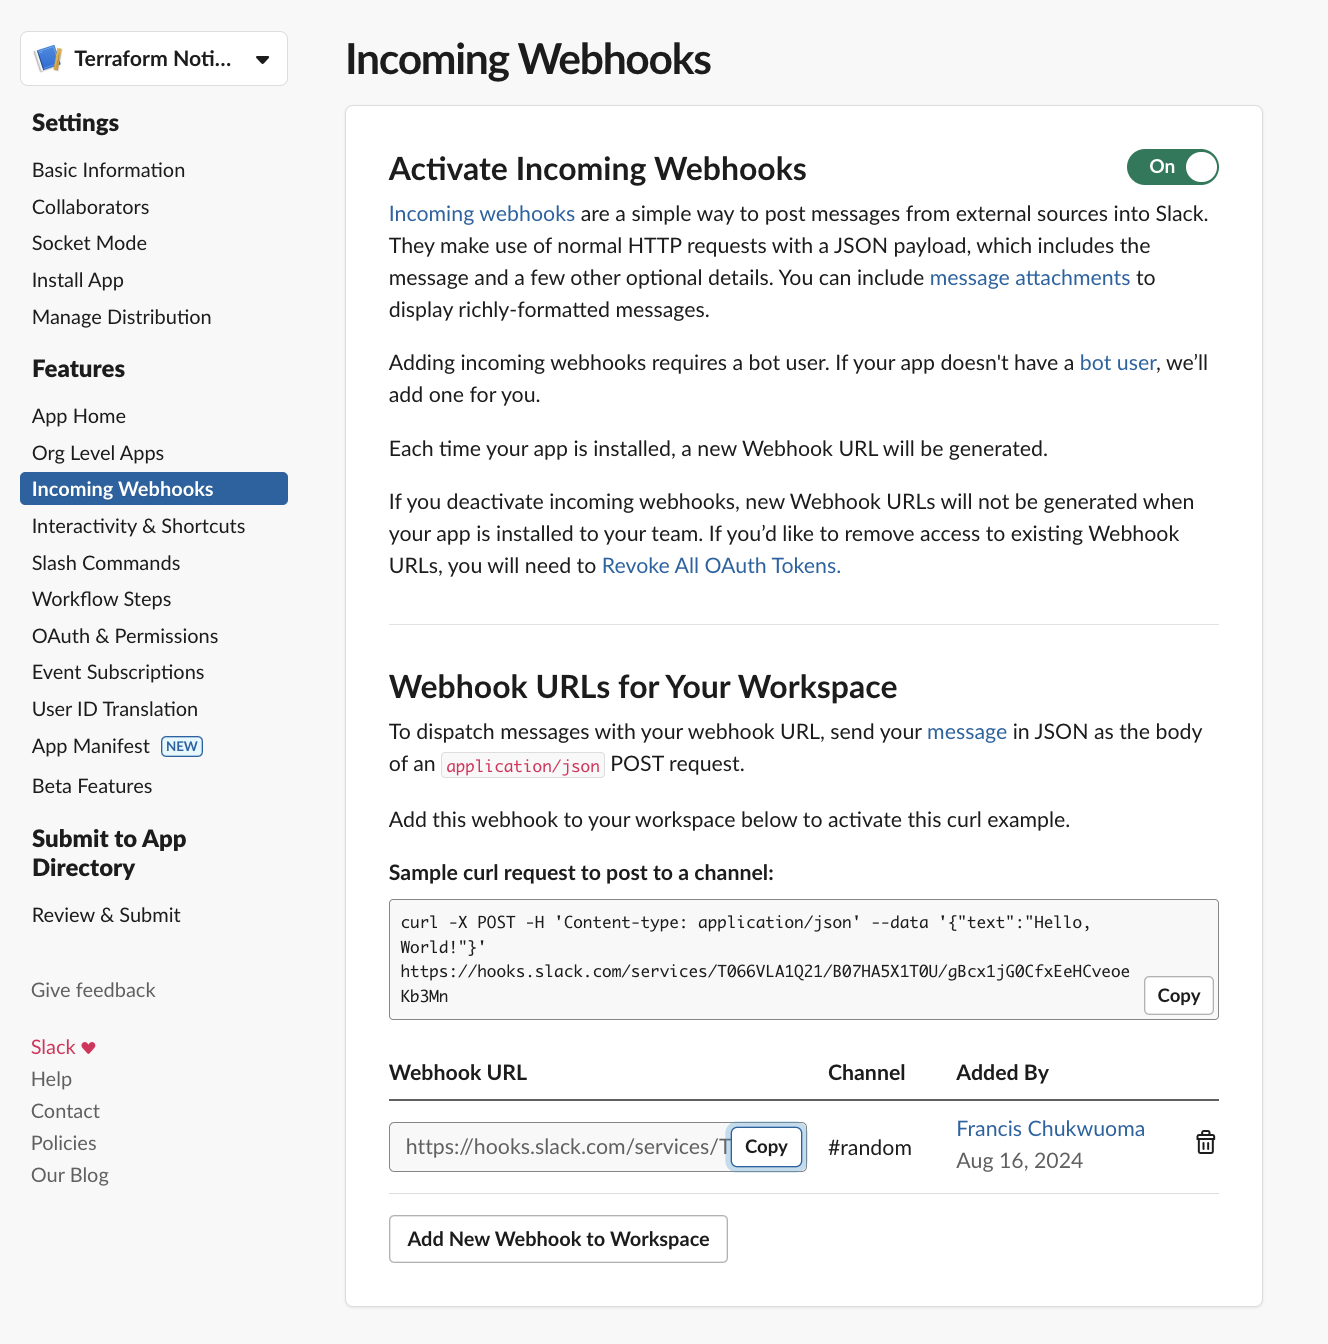 Terraform Noti...
Settings
Basic Information
Collaborators
Socket Mode
Install App
Manage Distribution
Features
App Home
Org Level Apps
Incoming Webhooks
Interactivity & Shortcuts
Slash Commands
Workflow Steps
OAuth & Permissions
Event Subscriptions
User ID Translation
App Manifest NEW
Beta Features
Submit to App
Directory
Review & Submit
Give feedback
Slack ♥
Help
Contact
Policies
Our Blog
Incoming Webhooks
Activate Incoming Webhooks
On
Incoming webhooks are a simple way to post messages from external sources into Slack.
They make use of normal HTTP requests with a JSON payload, which includes the
message and a few other optional details. You can include message attachments to
display richly-formatted messages.
Adding incoming webhooks requires a bot user. If your app doesn't have a bot user, we’ll
add one for you.
Each time your app is installed, a new Webhook URL will be generated.
If you deactivate incoming webhooks, new Webhook URLs will not be generated when
your app is installed to your team. If you’d like to remove access to existing Webhook
URLs, you will need to Revoke All OAuth Tokens.
Webhook URLs for Your Workspace
To dispatch messages with your webhook URL, send your message in JSON as the body
of an application/json POST request.
Add this webhook to your workspace below to activate this curl example.
Sample curl request to post to a channel:
curl -X POST -H 'Content-type: application/json' --data '{"text":"Hello,
World!"}'
https://hooks.slack.com/services/T066VLA1Q21/B07HA5X1T0U/gBcx1jG0CfxEeHCveoe
Kb3Mn
Copy
Webhook URL Channel Added By
https://hooks.slack.com/services/T Copy #random Francis Chukwuoma
Aug 16, 2024
Add New Webhook to Workspace